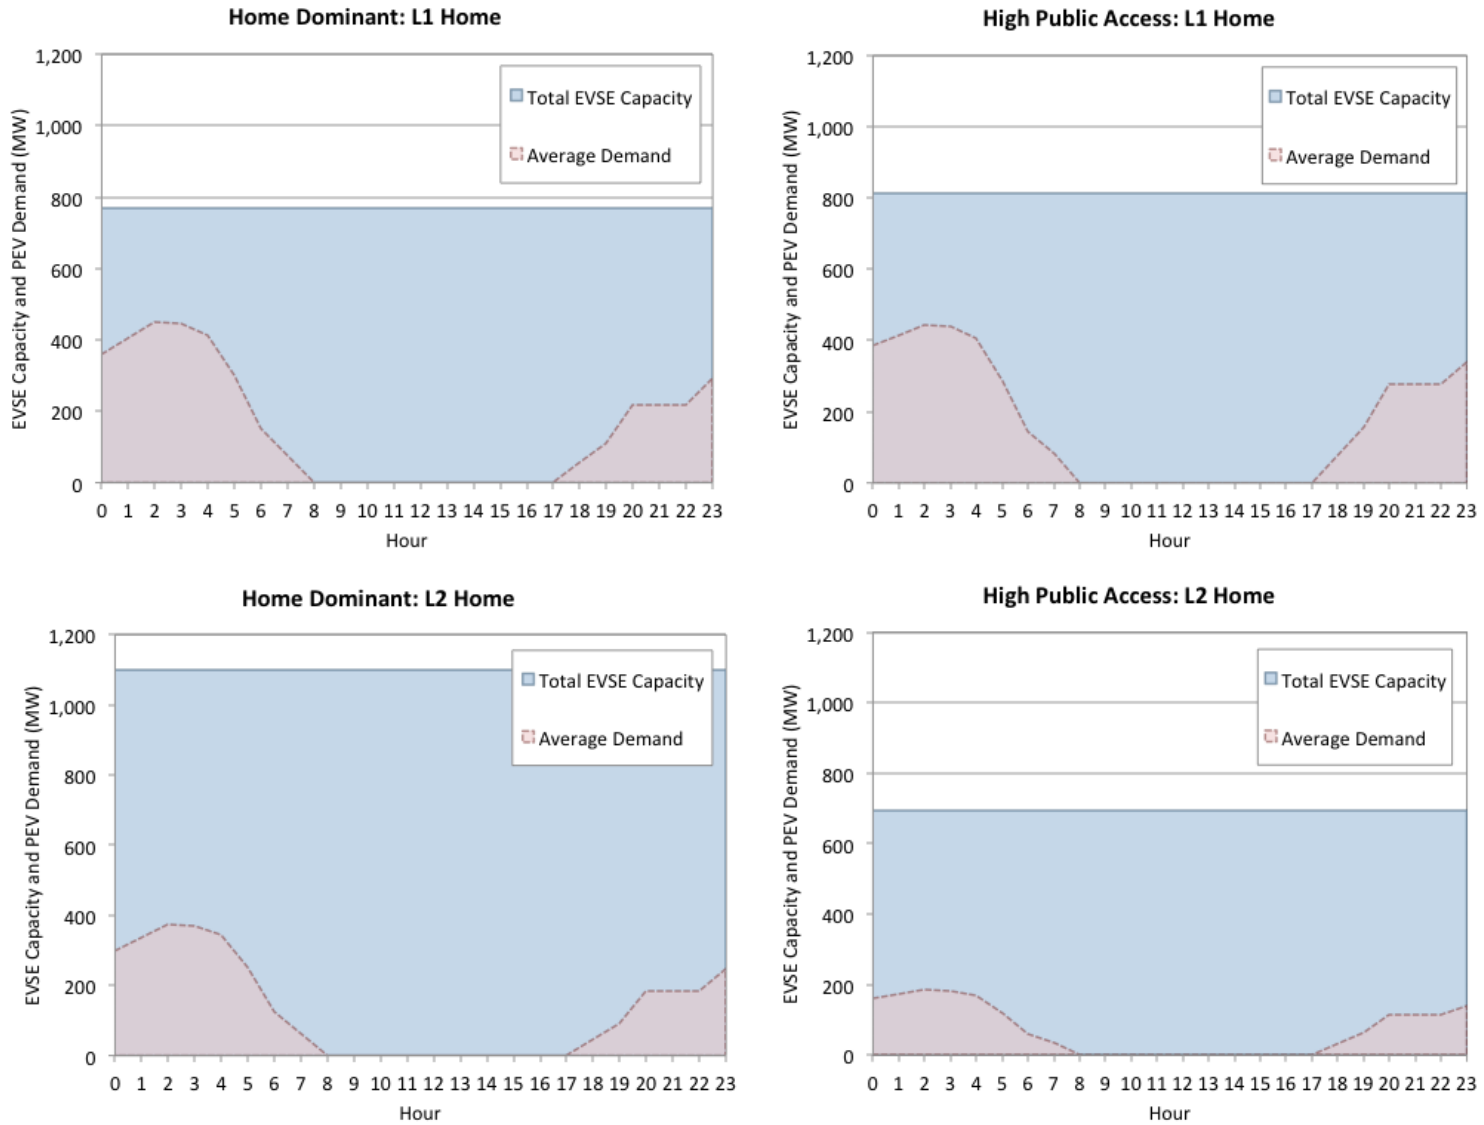 Home Dominant: L1 Home
EVSE Capacity and PEV Demand (MW)
1,200
1,000
800
600
400
200
0
Total EVSE Capacity
Average Demand
0 1 2 3 4 5 6 7 8 9 10 11 12 13 14 15 16 17 18 19 20 21 22 23
Hour
High Public Access: L1 Home
EVSE Capacity and PEV Demand (MW)
1,200
1,000
800
600
400
200
0
Total EVSE Capacity
Average Demand
0 1 2 3 4 5 6 7 8 9 10 11 12 13 14 15 16 17 18 19 20 21 22 23
Hour
Home Dominant: L2 Home
EVSE Capacity and PEV Demand (MW)
1,200
1,000
800
600
400
200
0
Total EVSE Capacity
Average Demand
0 1 2 3 4 5 6 7 8 9 10 11 12 13 14 15 16 17 18 19 20 21 22 23
Hour
High Public Access: L2 Home
EVSE Capacity and PEV Demand (MW)
1,200
1,000
800
600
400
200
0
Total EVSE Capacity
Average Demand
0 1 2 3 4 5 6 7 8 9 10 11 12 13 14 15 16 17 18 19 20 21 22 23
Hour